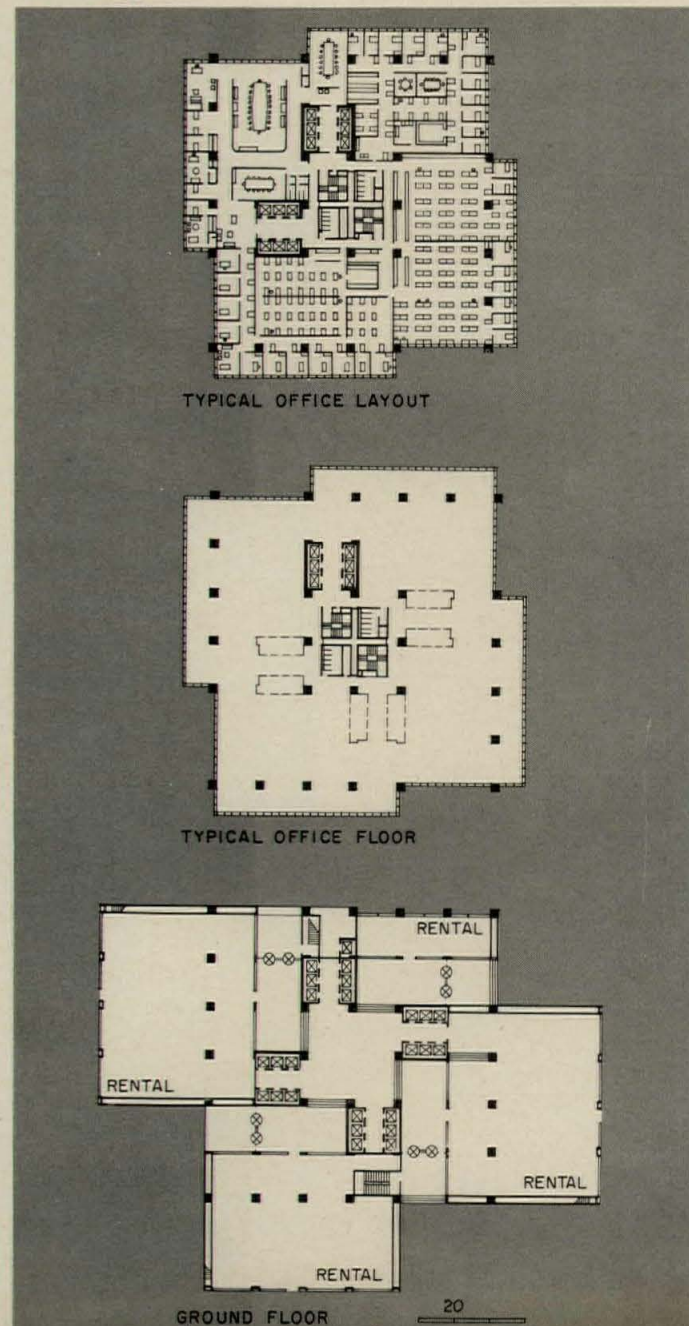 TYPICAL OFFICE LAYOUT
TYPICAL OFFICE FLOOR
RENTAL
RENTAL
RENTAL
RENTAL
GROUND FLOOR
20